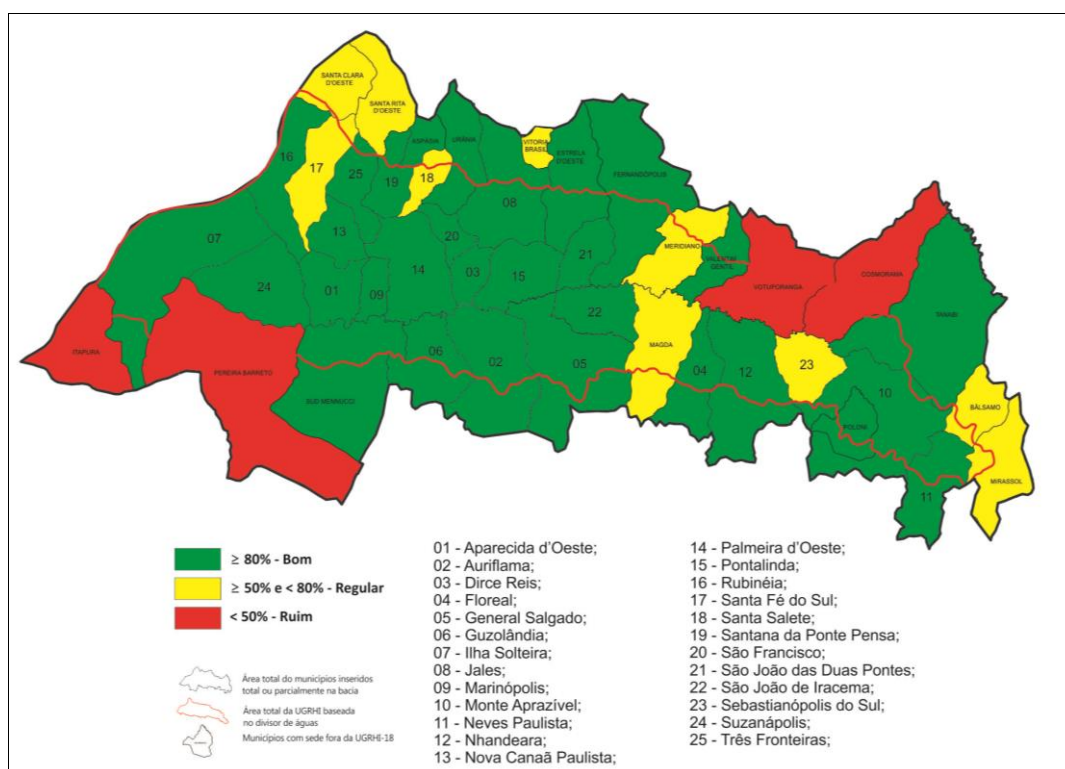 SANTA CLARA
D'OESTE
SANTA RITA
D'OESTE
ASPÁSIA
URÂNIA
VITORIA
BRASIL
ESTRELA
D'OESTE
FERNANDÓPOLIS
16
17
25
19
18
08
07
13
20
21
MERIDIANO
VALENTIM
GENTIL
VOTUPORANGA
COSMORAMA
TANABI
24
01
09
14
03
15
22
ITAPURA
PEREIRA BARRETO
SUD MENNUCCI
06
02
05
MAGDA
04
12
23
10
POLONI
BÁLSAMO
MIRASSOL
11
≥ 80% - Bom
≥ 50% e < 80% - Regular
< 50% - Ruim
Área total do municípios inseridos
total ou parcialmente na bacia
Área total da UGRHI baseada
no divisor de águas
Municípios com sede fora da UGRHI-18
01 - Aparecida d'Oeste;
02 - Auriflama;
03 - Dirce Reis;
04 - Floreal;
05 - General Salgado;
06 - Guzolândia;
07 - Ilha Solteira;
08 - Jales;
09 - Marinópolis;
10 - Monte Aprazível;
11 - Neves Paulista;
12 - Nhandeara;
13 - Nova Canaã Paulista;
14 - Palmeira d'Oeste;
15 - Pontalinda;
16 - Rubinéia;
17 - Santa Fé do Sul;
18 - Santa Salete;
19 - Santana da Ponte Pensa;
20 - São Francisco;
21 - São João das Duas Pontes;
22 - São João de Iracema;
23 - Sebastianópolis do Sul;
24 - Suzanápolis;
25 - Três Fronteiras;